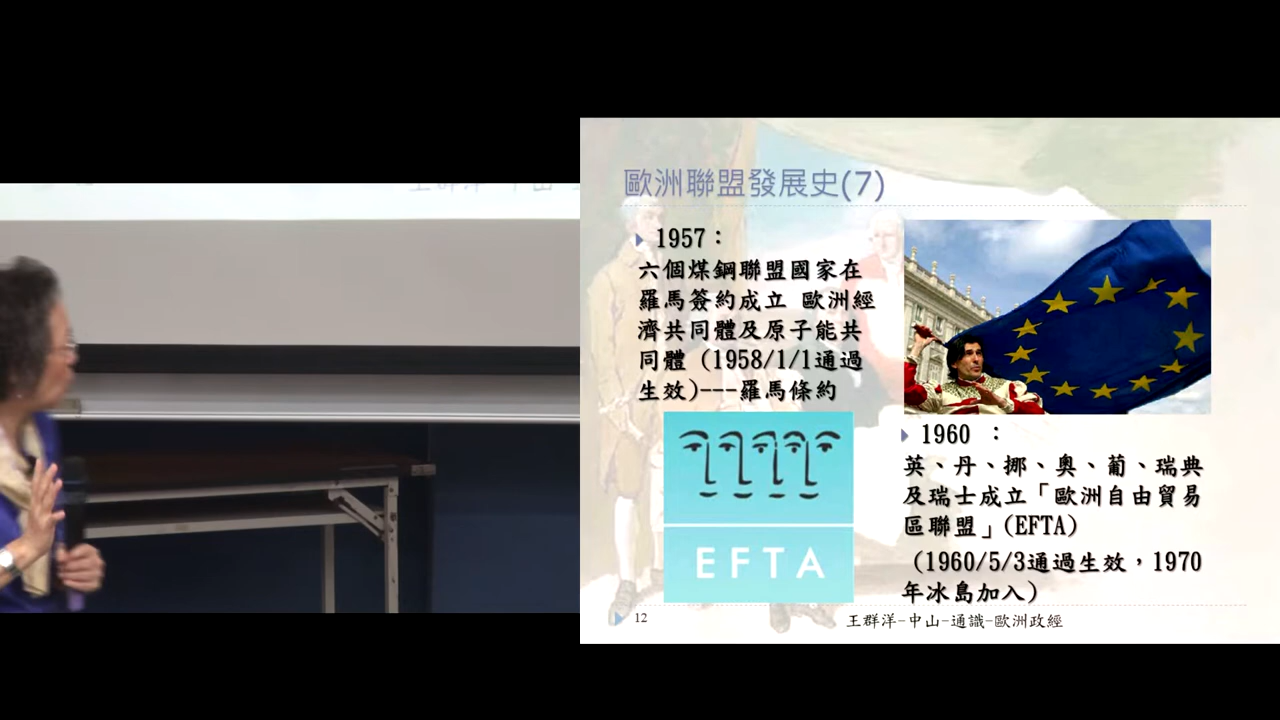 歐洲聯盟發展史(7)
1957：
六個煤鋼聯盟國家在
羅馬簽約成立 歐洲經
濟共同體及原子能共
同體 (1958/1/1通過
生效)---羅馬條約
EFTA
1960 ：
英、丹、挪、奧、葡、瑞典
及瑞士成立「歐洲自由貿易
區聯盟」(EFTA)
(1960/5/3通過生效，1970
年冰島加入)
12
王群洋-中山-通識-歐洲政經